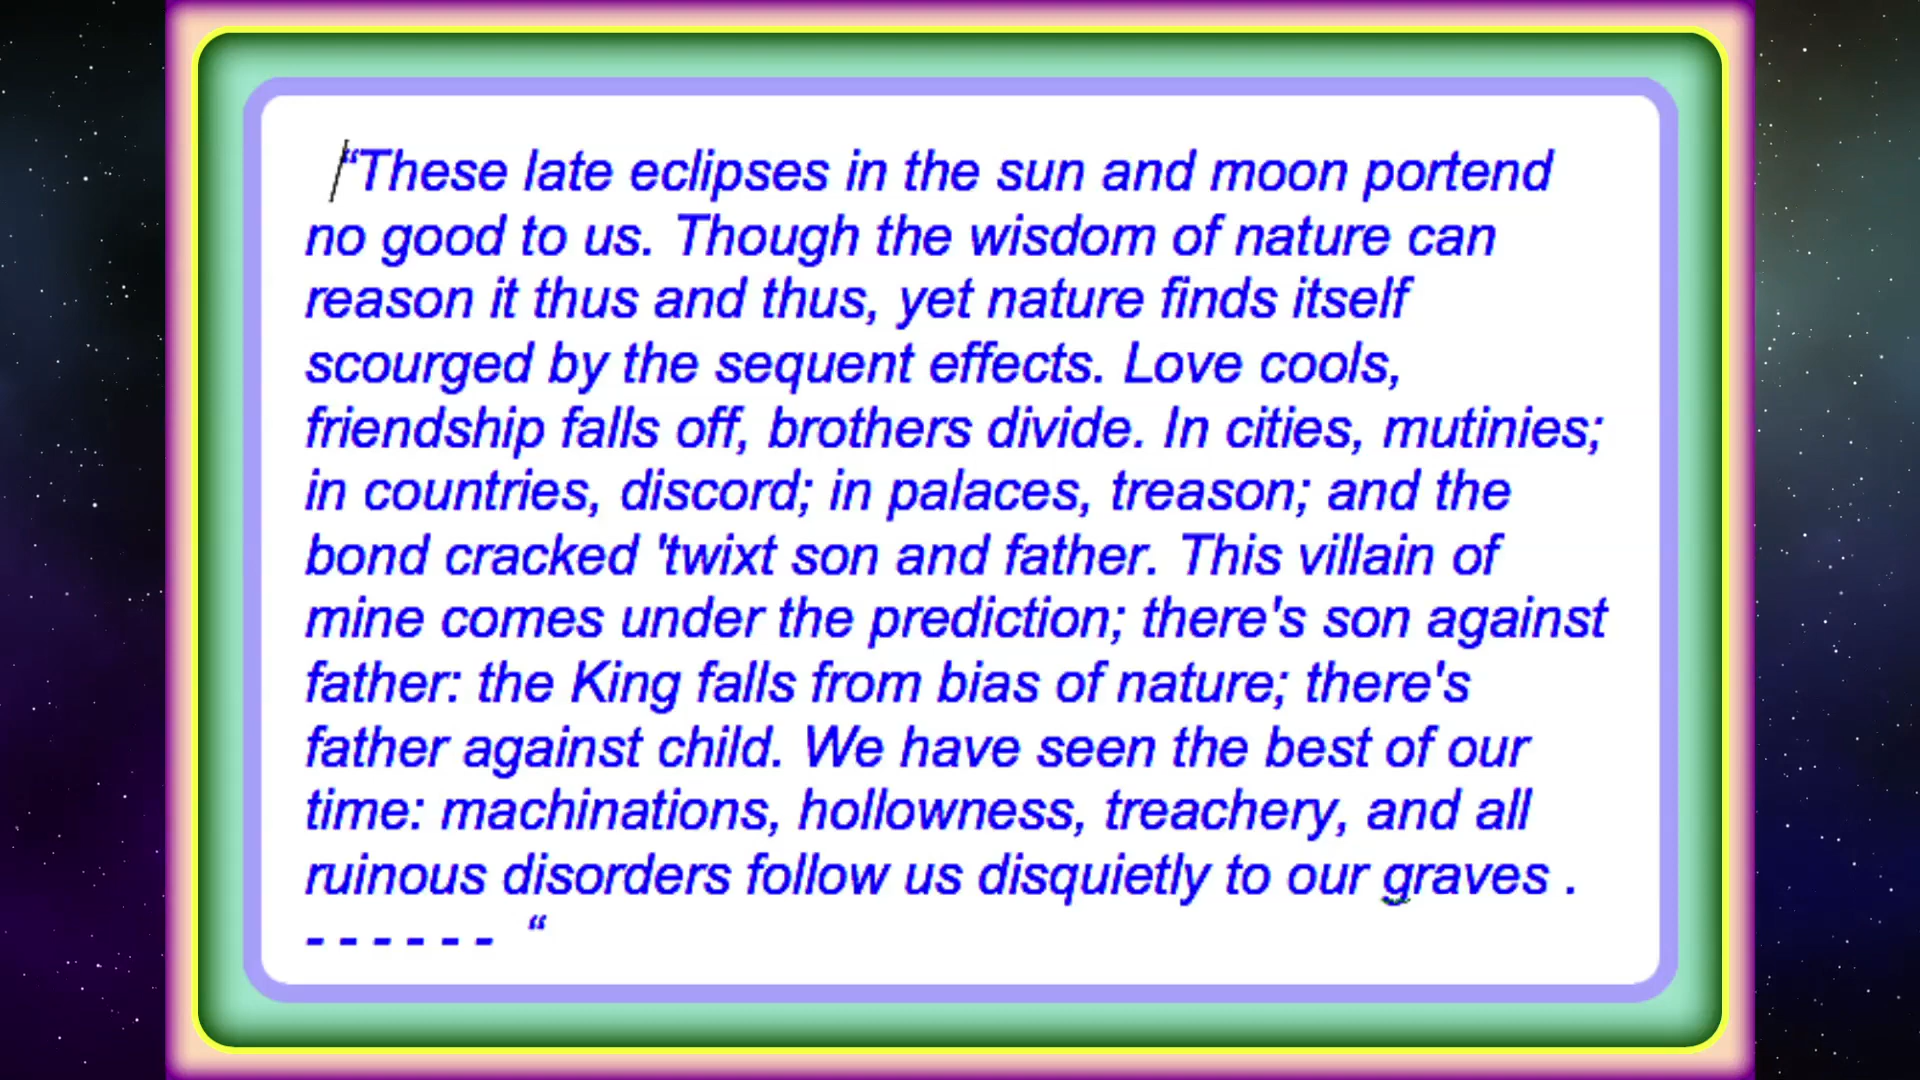 “These late eclipses in the sun and moon portend
no good to us. Though the wisdom of nature can
reason it thus and thus, yet nature finds itself
scourged by the sequent effects. Love cools,
friendship falls off, brothers divide. In cities, mutinies;
in countries, discord; in palaces, treason; and the
bond cracked 'twixt son and father. This villain of
mine comes under the prediction; there's son against
father: the King falls from bias of nature; there's
father against child. We have seen the best of our
time: machinations, hollowness, treachery, and all
ruinous disorders follow us disquietly to our graves .
- - - - - -  “